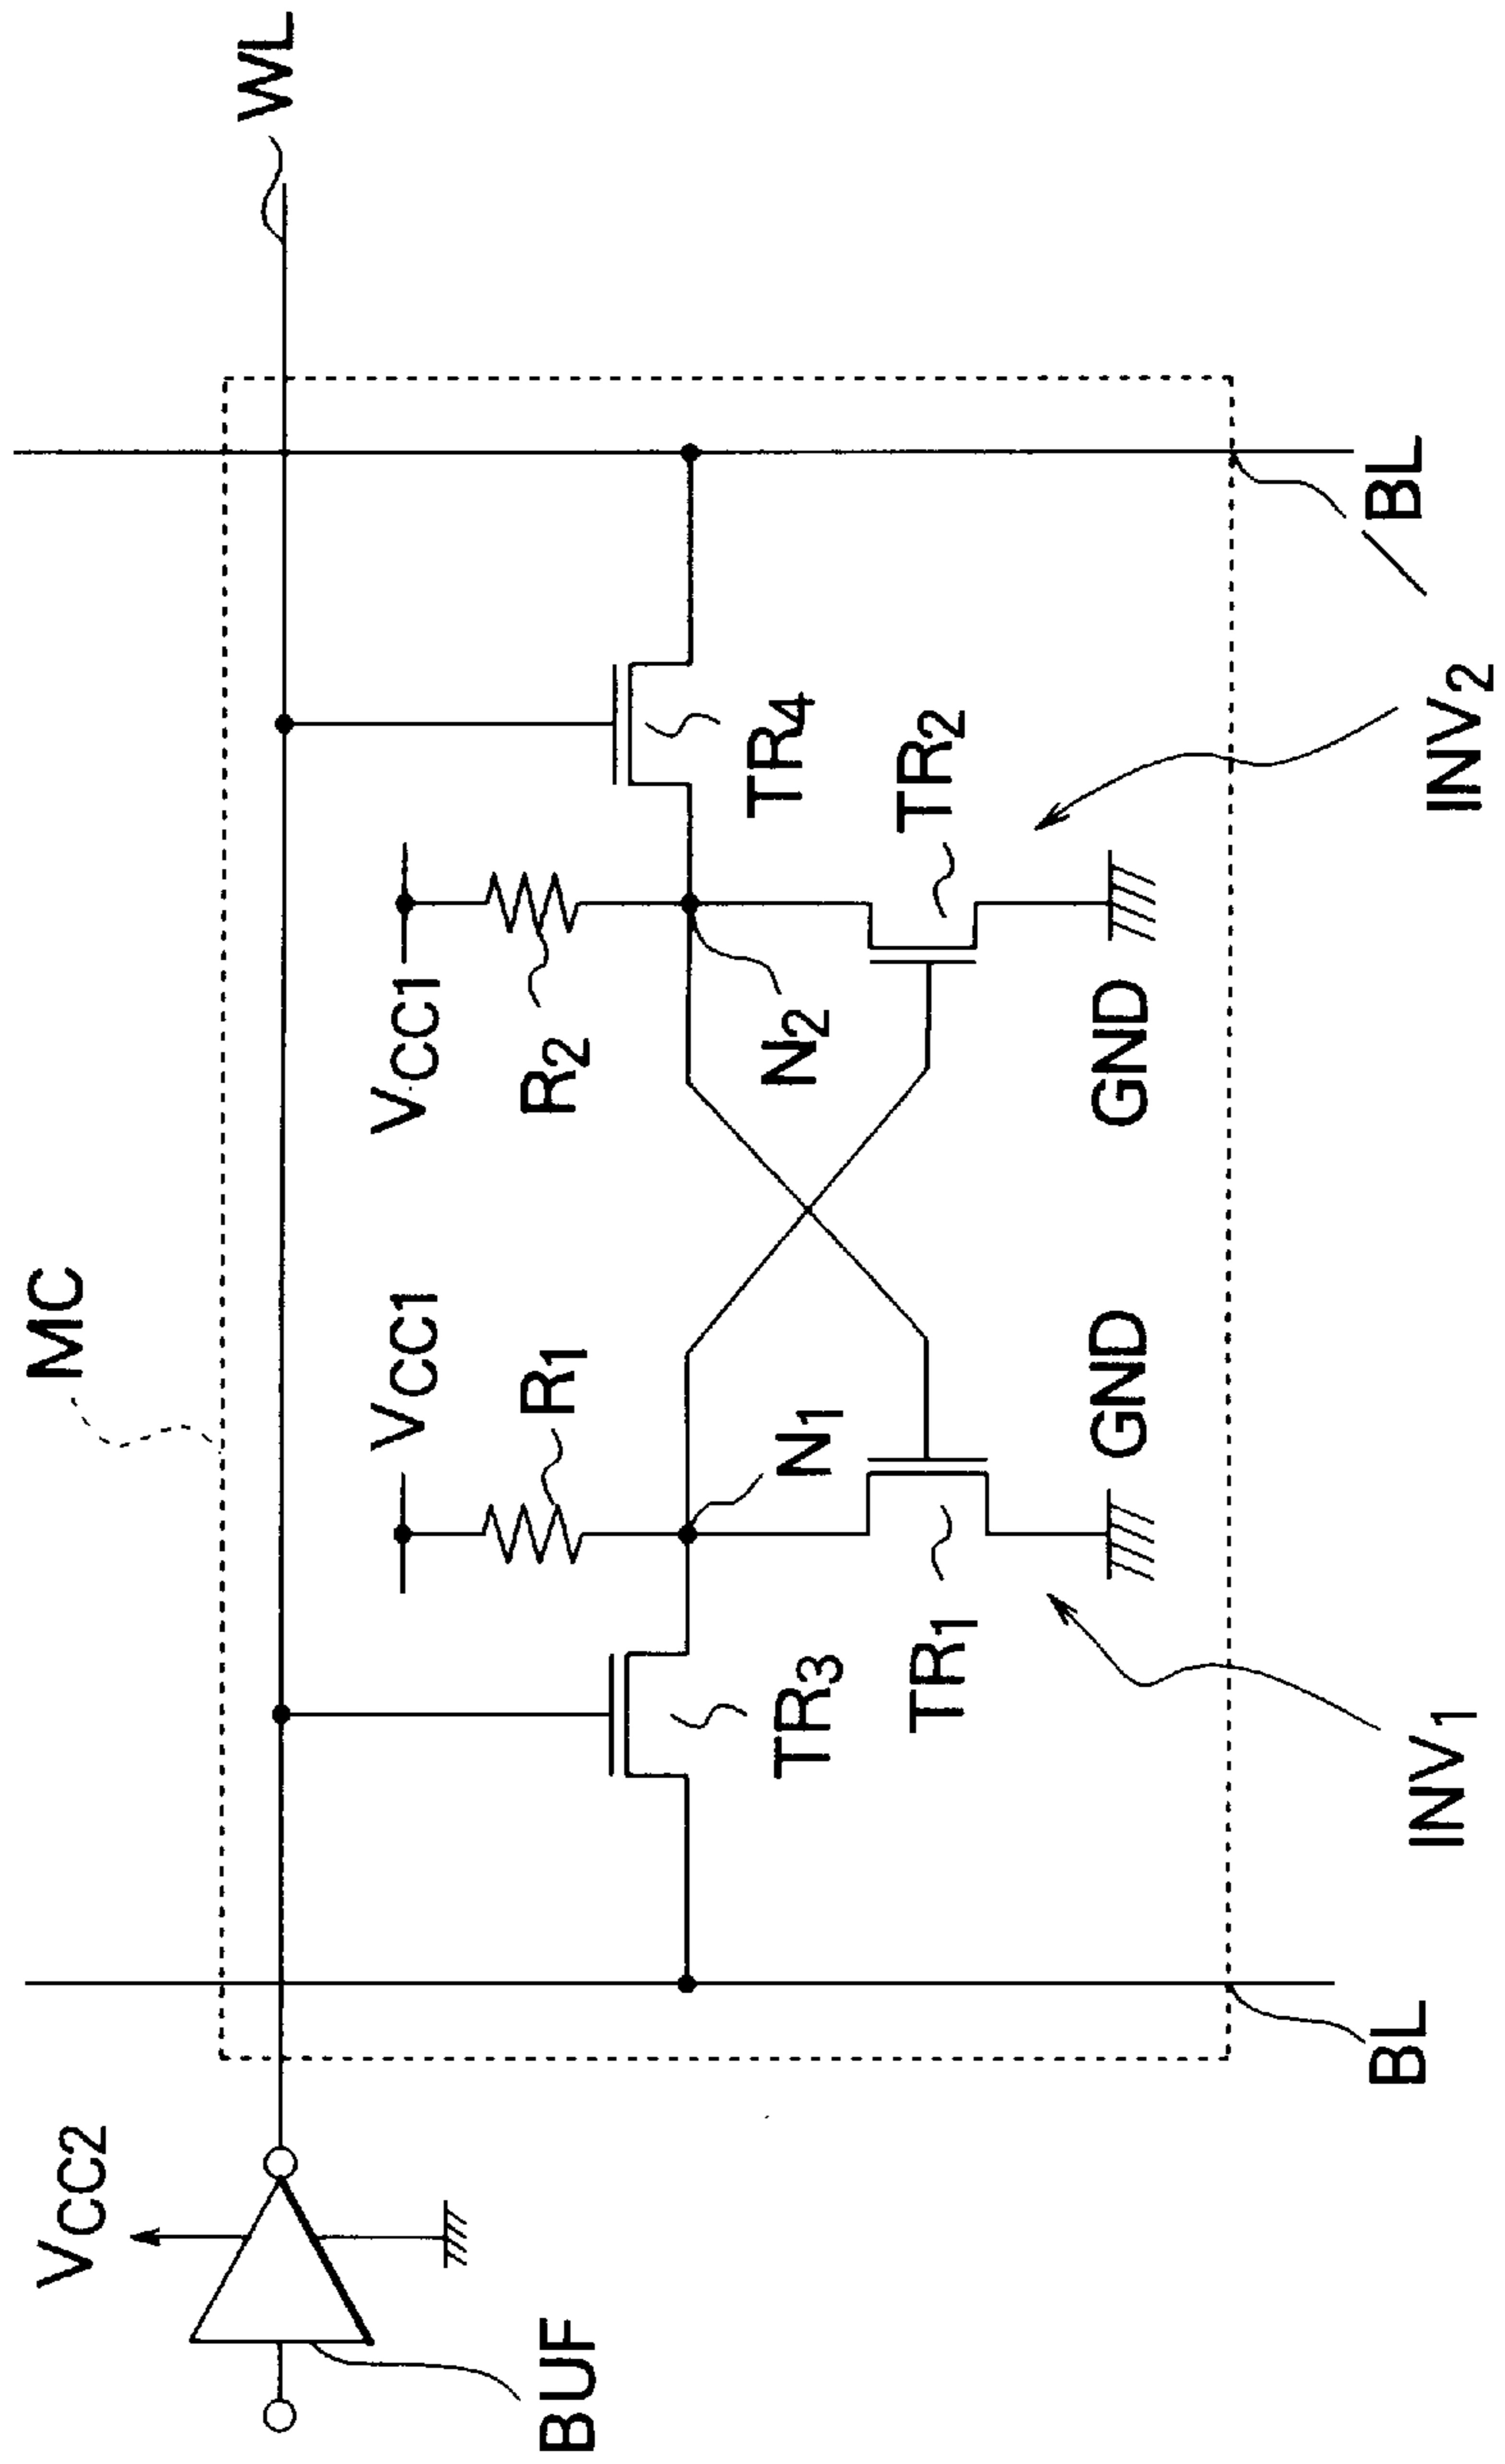 MC
WL
VCC2
VCC1
VCC1
R1
R2
N1
N2
TR3
TR4
TR1
TR2
BUF
GND
GND
BL
/BL
INV1
INV2